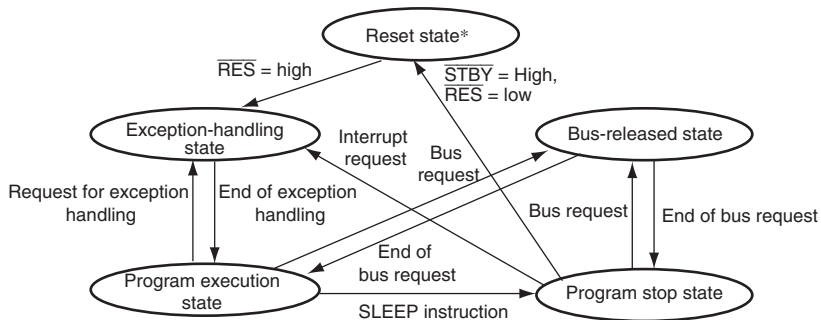 Reset state*
RES = high
STBY = High,
RES = low
Exception-handling
state
Interrupt
request
Bus
request
Bus-released state
Request for exception
handling
End of exception
handling
Bus request
End of bus request
End of
bus request
Program execution
state
SLEEP instruction
Program stop state